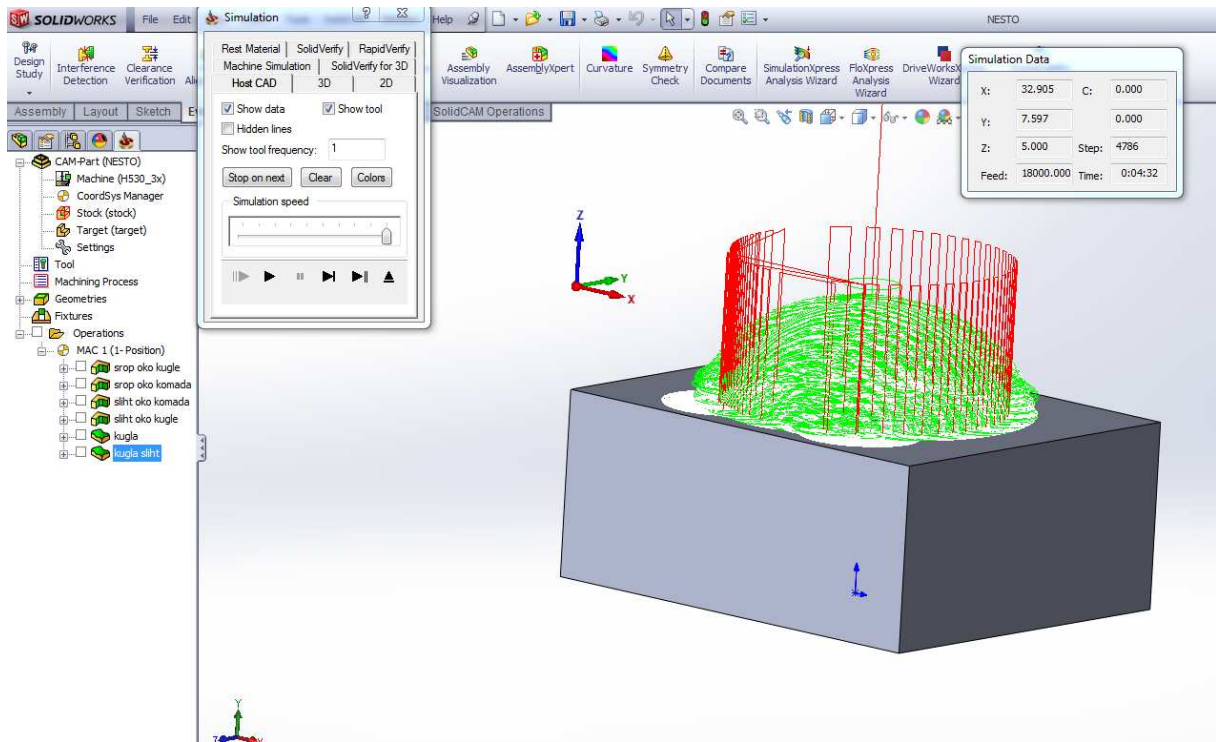 SOLIDWORKS File Edit
Simulation
Help
NESTO
Design Study
Interference Detection
Clearance Verification
Assembly Visualization
AssemblyXpert
Curvature
Symmetry Check
Compare Documents
SimulationXpress Analysis Wizard
FloXpress Analysis Wizard
Wizard
Rest Material SolidVerify RapidVerify
Machine Simulation SolidVerify for 3D
Host CAD 3D 2D
Show data Show tool
Hidden lines
Show tool frequency: 1
Stop on next Clear Colors
Simulation speed
Simulation Data
X: 32.905 C: 0.000
Y: 7.597 0.000
Z: 5.000 Step: 4786
Feed: 18000.000 Time: 0:04:32
Assembly Layout Sketch
SolidCAM Operations
CAM-Part (NESTO)
Machine (H530_3x)
CoordSys Manager
Stock (stock)
Target (target)
Settings
Tool
Machining Process
Geometries
Fixtures
Operations
MAC 1 (1- Position)
srop oko kugle
srop oko komada
sliht oko komada
sliht oko kugle
kugla
kugla sliht
Z
Y
X
Y